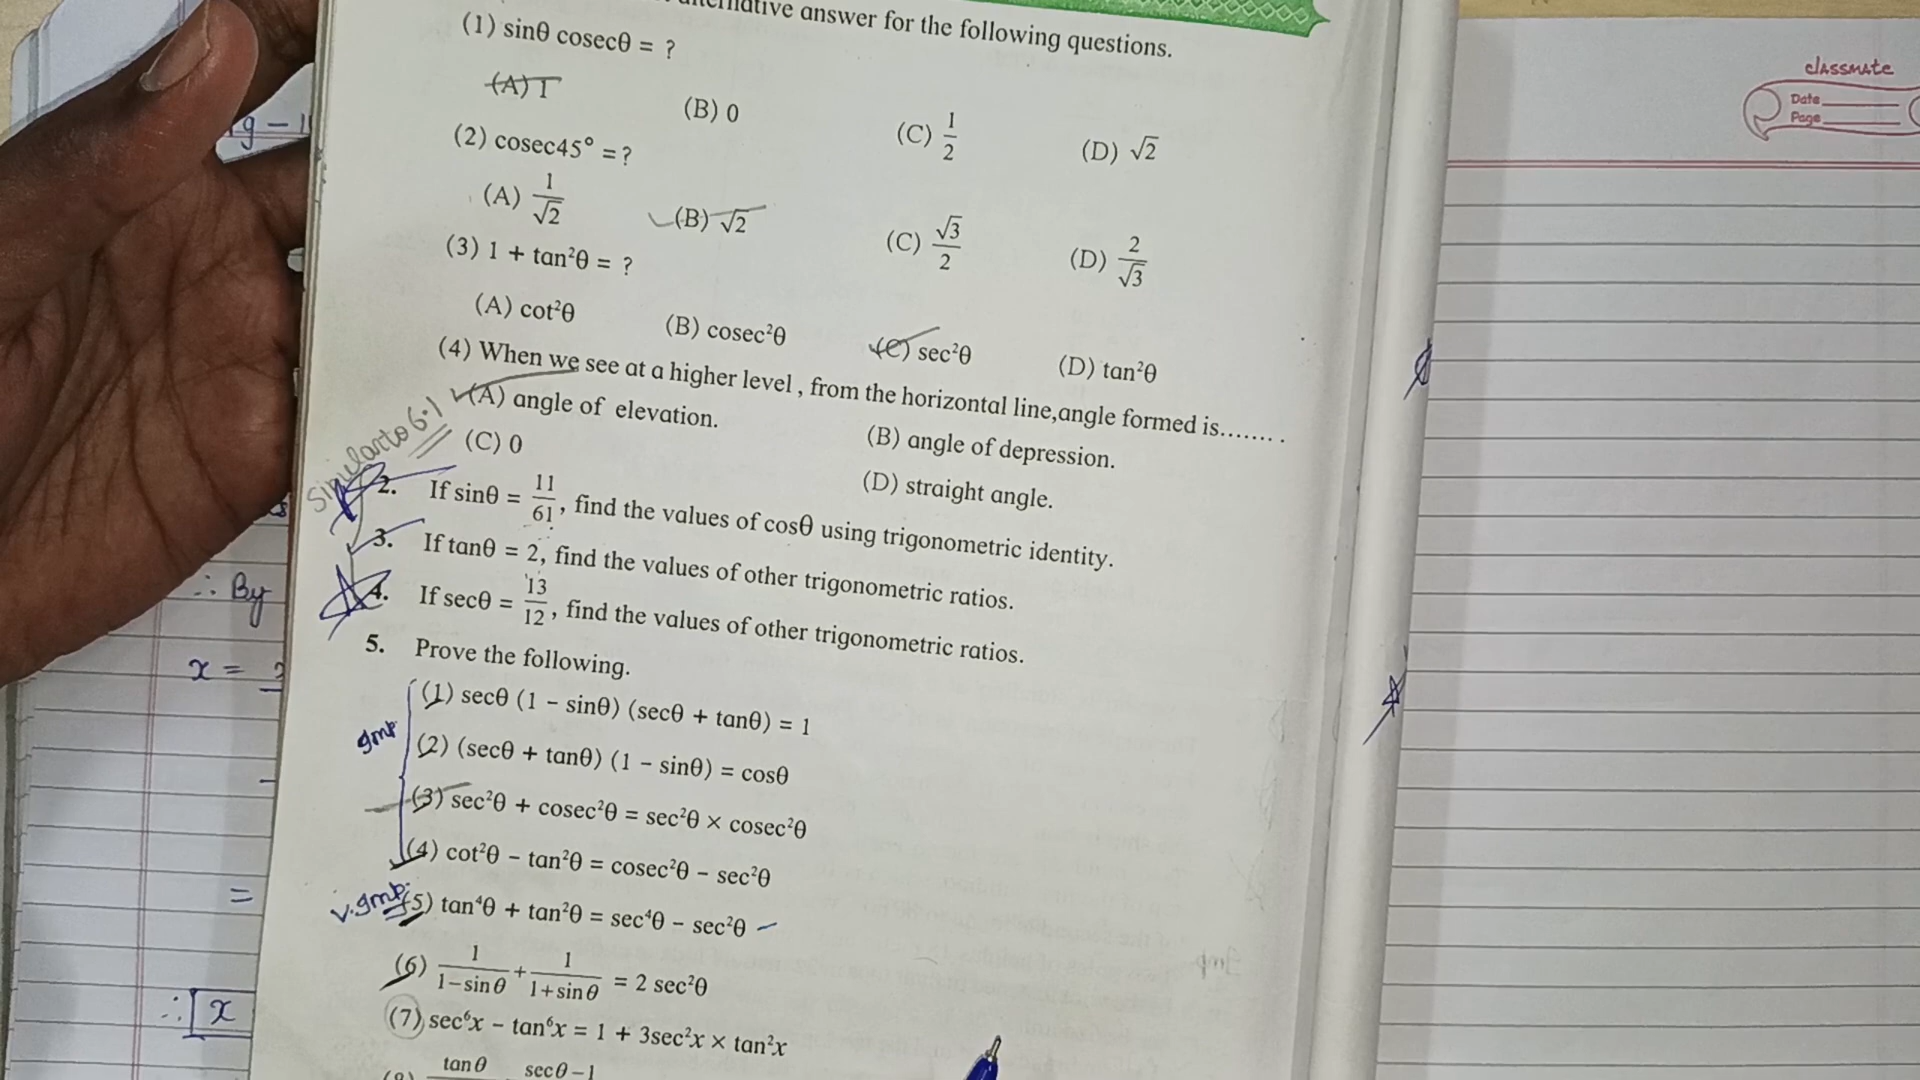 answer for the following questions.
(1) sinθ cosecθ = ?
(A) 1 (B) 0 (C) 1/2 (D) √2
(2) cosec45° = ?
(A) 1/√2 (B) √2 (C) √3/2 (D) 2/√3
(3) 1 + tan²θ = ?
(A) cot²θ (B) cosec²θ (C) sec²θ (D) tan²θ
(4) When we see at a higher level , from the horizontal line,angle formed is....... .
(A) angle of elevation. (B) angle of depression.
(C) 0 (D) straight angle.
to 6.1
2. If sinθ = 11/61, find the values of cosθ using trigonometric identity.
3. If tanθ = 2, find the values of other trigonometric ratios.
4. If secθ = 13/12, find the values of other trigonometric ratios.
5. Prove the following.
(1) secθ (1 - sinθ) (secθ + tanθ) = 1
Imp
(2) (secθ + tanθ) (1 - sinθ) = cosθ
(3) sec²θ + cosec²θ = sec²θ × cosec²θ
(4) cot²θ - tan²θ = cosec²θ - sec²θ
V. Imp
(5) tan⁴θ + tan²θ = sec⁴θ - sec²θ
(6) 1/(1-sinθ) + 1/(1+sinθ) = 2 sec²θ
(7) sec⁶x - tan⁶x = 1 + 3sec²x × tan²x
tanθ secθ-1
∴ By
x =
=
∴ x
classmate
Date
Page